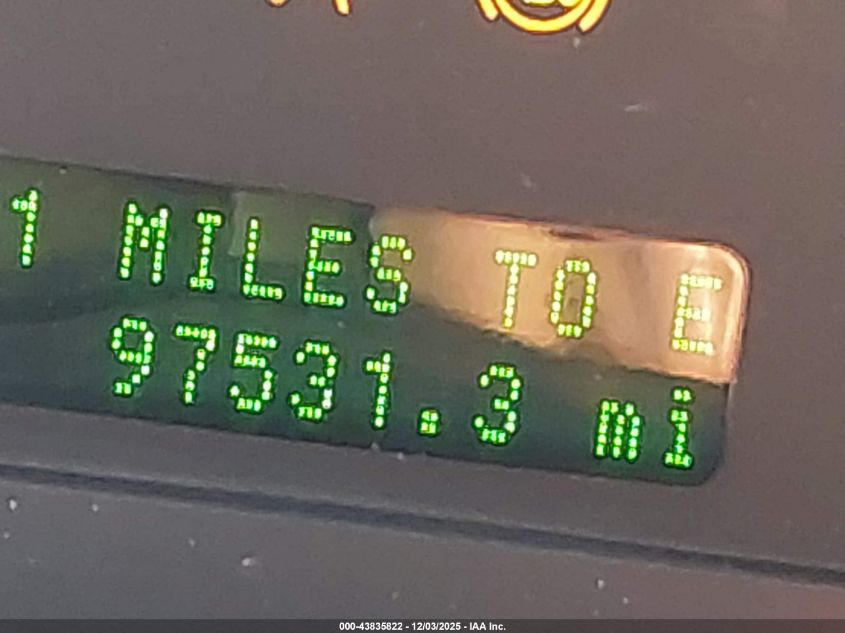 1 MILES TO E
97531.3 mi
000-43835822 - 12/03/2025 - IAA Inc.